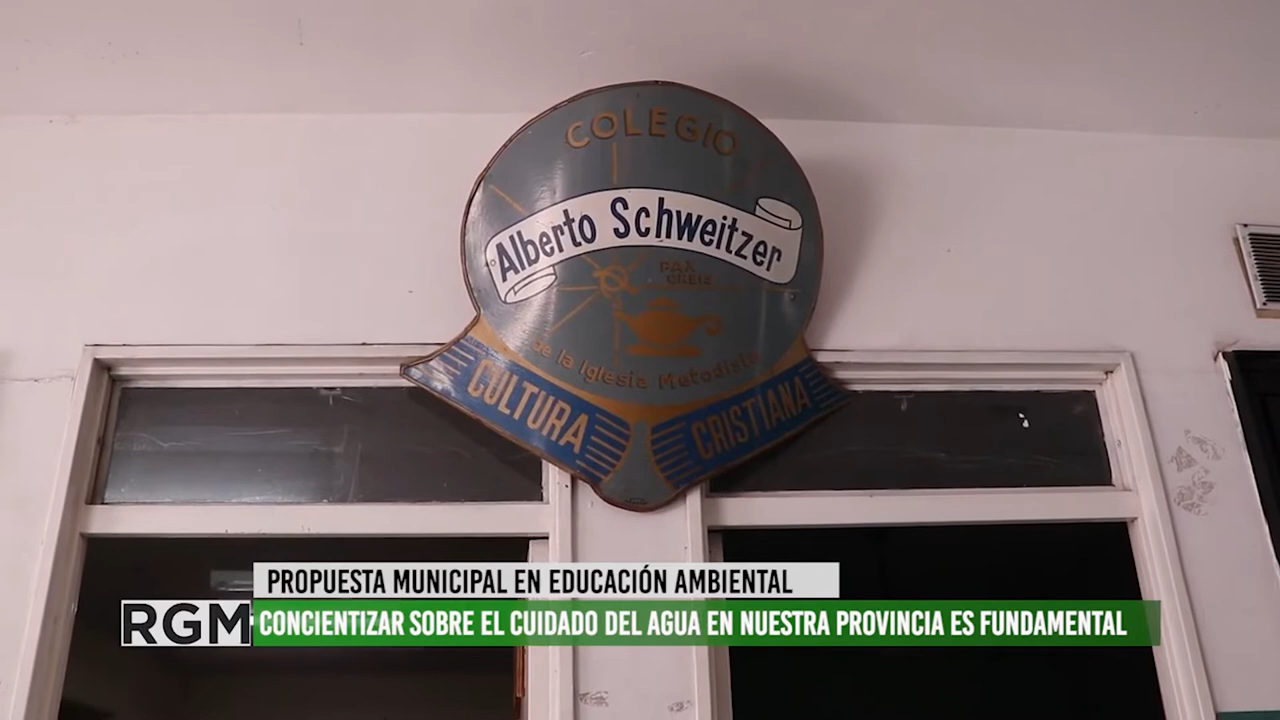 COLEGIO
Alberto Schweitzer
PAX
de la Iglesia Metodista
CULTURA
CRISTIANA
PROPUESTA MUNICIPAL EN EDUCACIÓN AMBIENTAL
RGM
CONCIENTIZAR SOBRE EL CUIDADO DEL AGUA EN NUESTRA PROVINCIA ES FUNDAMENTAL